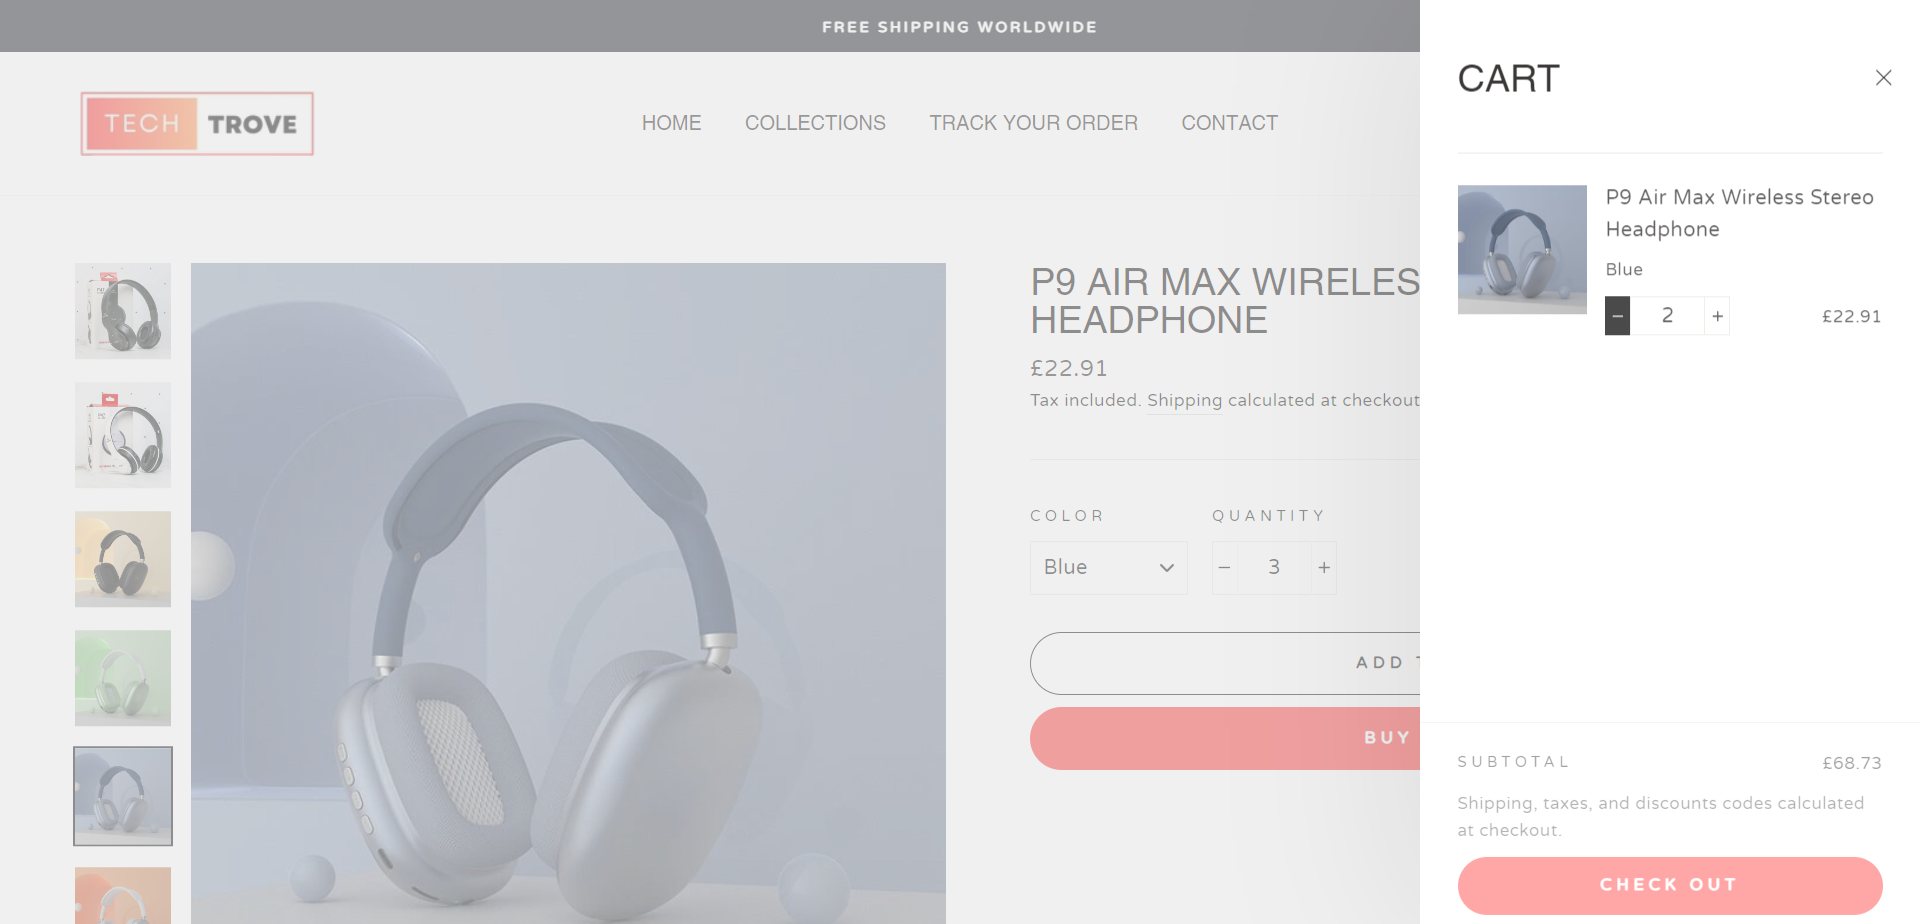 FREE SHIPPING WORLDWIDE
TECH TROVE
HOME COLLECTIONS TRACK YOUR ORDER CONTACT
P9 AIR MAX WIRELES
HEADPHONE
£22.91
Tax included. Shipping calculated at checkout
COLOR QUANTITY
Blue − 3 +
ADD
BUY
CART
P9 Air Max Wireless Stereo
Headphone
Blue
− 2 + £22.91
SUBTOTAL £68.73
Shipping, taxes, and discounts codes calculated
at checkout.
CHECK OUT